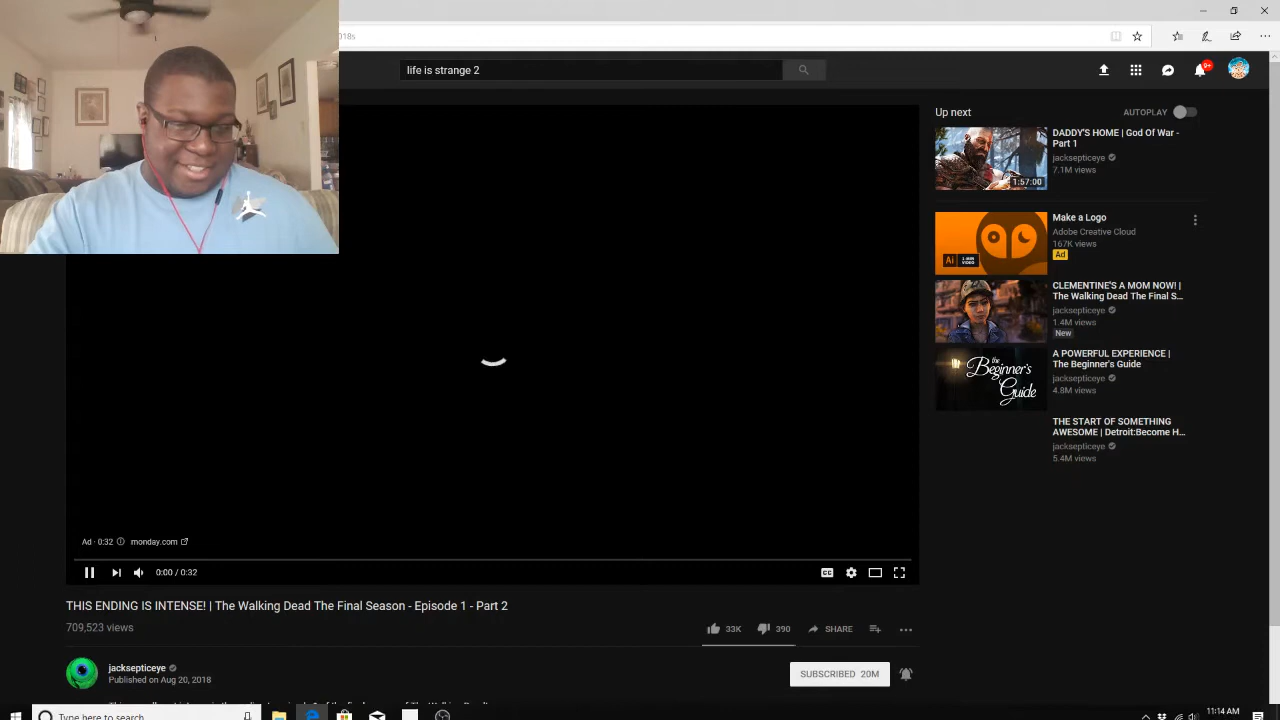 018s
life is strange 2
9+
Up next
AUTOPLAY
DADDY'S HOME | God Of War -
Part 1
jacksepticeye
7.1M views
1:57:00
Make a Logo
Adobe Creative Cloud
167K views
Ad
Ai
CLEMENTINE'S A MOM NOW! |
The Walking Dead The Final S...
jacksepticeye
1.4M views
New
the
Beginner's
Guide
A POWERFUL EXPERIENCE |
The Beginner's Guide
jacksepticeye
4.8M views
THE START OF SOMETHING
AWESOME | Detroit:Become H...
jacksepticeye
5.4M views
Ad · 0:32 monday.com
0:00 / 0:32
CC
THIS ENDING IS INTENSE! | The Walking Dead The Final Season - Episode 1 - Part 2
709,523 views
33K 390 SHARE
jacksepticeye
Published on Aug 20, 2018
SUBSCRIBED 20M
Type here to search
11:14 AM